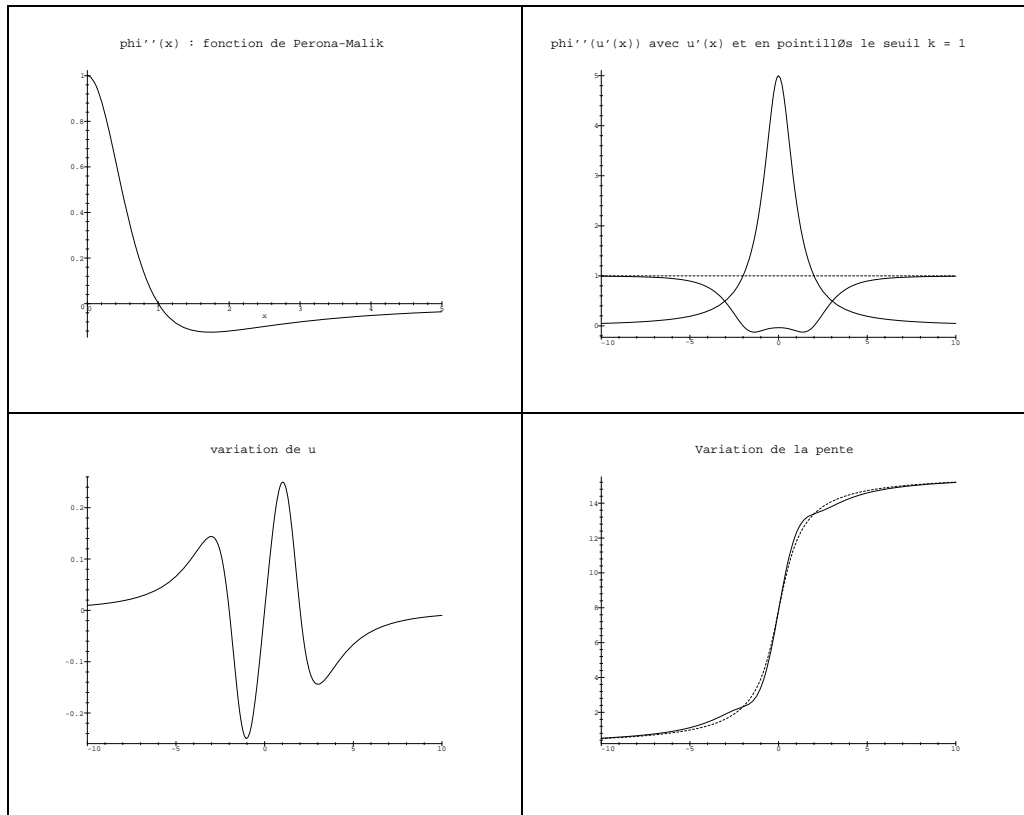 phi''(x) : fonction de Perona-Malik
1
0.8
0.6
0.4
0.2
0
0 1 2 3 4 5
x
phi''(u'(x)) avec u'(x) et en pointillØs le seuil k = 1
5
4
3
2
1
0
-10 -5 0 5 10
variation de u
0.2
0.1
0
-0.1
-0.2
-10 -5 0 5 10
Variation de la pente
14
12
10
8
6
4
2
-10 -5 0 5 10